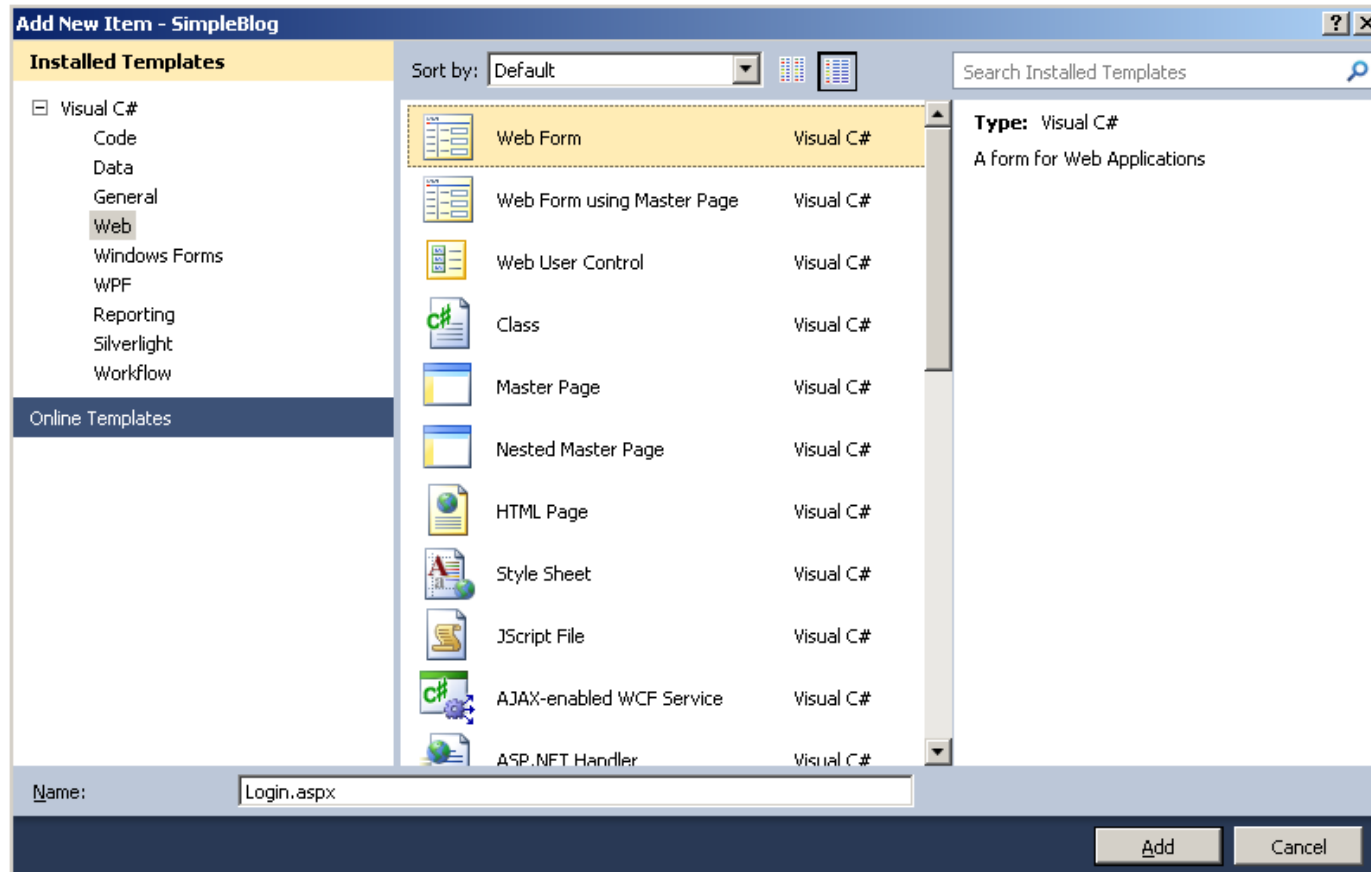 Add New Item - SimpleBlog
Installed Templates
Visual C#
Code
Data
General
Web
Windows Forms
WPF
Reporting
Silverlight
Workflow
Online Templates
Sort by: Default
Web Form Visual C#
Web Form using Master Page Visual C#
Web User Control Visual C#
Class Visual C#
Master Page Visual C#
Nested Master Page Visual C#
HTML Page Visual C#
Style Sheet Visual C#
JScript File Visual C#
AJAX-enabled WCF Service Visual C#
ASP.NET Handler Visual C#
Search Installed Templates
Type: Visual C#
A form for Web Applications
Name: Login.aspx
Add Cancel